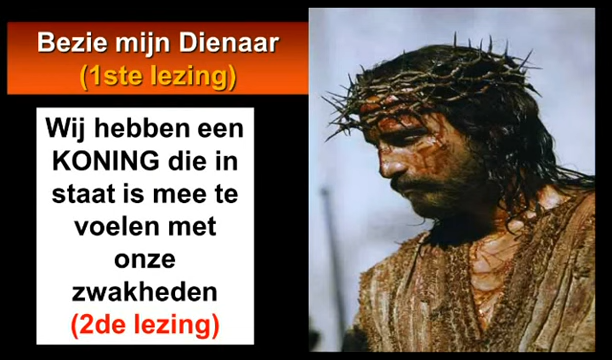 Bezie mijn Dienaar
(1ste lezing)
Wij hebben een
KONING die in
staat is mee te
voelen met
onze
zwakheden
(2de lezing)